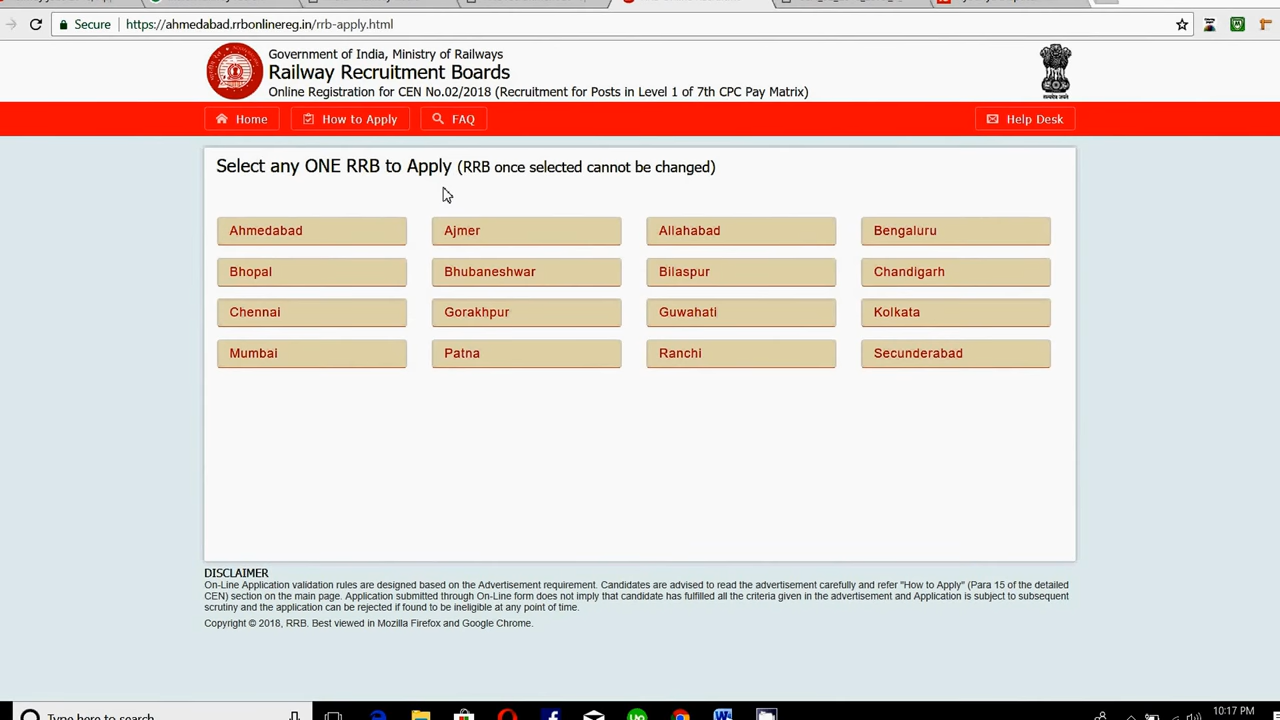 Secure https://ahmedabad.rrbonlinereg.in/rrb-apply.html
Government of India, Ministry of Railways
Railway Recruitment Boards
Online Registration for CEN No.02/2018 (Recruitment for Posts in Level 1 of 7th CPC Pay Matrix)
Home How to Apply FAQ Help Desk
Select any ONE RRB to Apply (RRB once selected cannot be changed)
Ahmedabad Ajmer Allahabad Bengaluru
Bhopal Bhubaneshwar Bilaspur Chandigarh
Chennai Gorakhpur Guwahati Kolkata
Mumbai Patna Ranchi Secunderabad
DISCLAIMER
On-Line Application validation rules are designed based on the Advertisement requirement. Candidates are advised to read the advertisement carefully and refer "How to Apply" (Para 15 of the detailed
CEN) section on the main page. Application submitted through On-Line form does not imply that candidate has fulfilled all the criteria given in the advertisement and Application is subject to subsequent
scrutiny and the application can be rejected if found to be ineligible at any point of time.
Copyright © 2018, RRB. Best viewed in Mozilla Firefox and Google Chrome.
Type here to search 10:17 PM